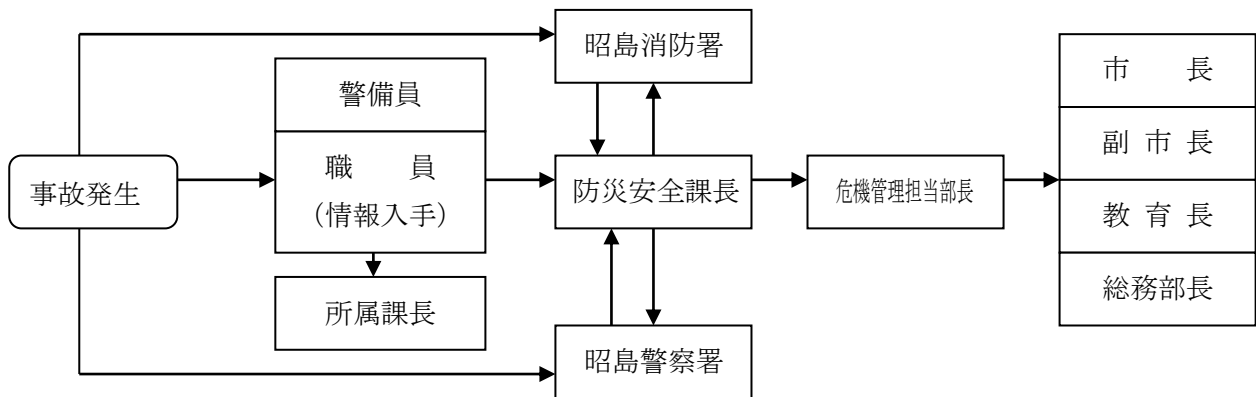 昭島消防署
市　　長
警備員
副 市 長
職　　員
防災安全課長
危機管理担当部長
事故発生
（情報入手）
教 育 長
所属課長
総務部長
昭島警察署